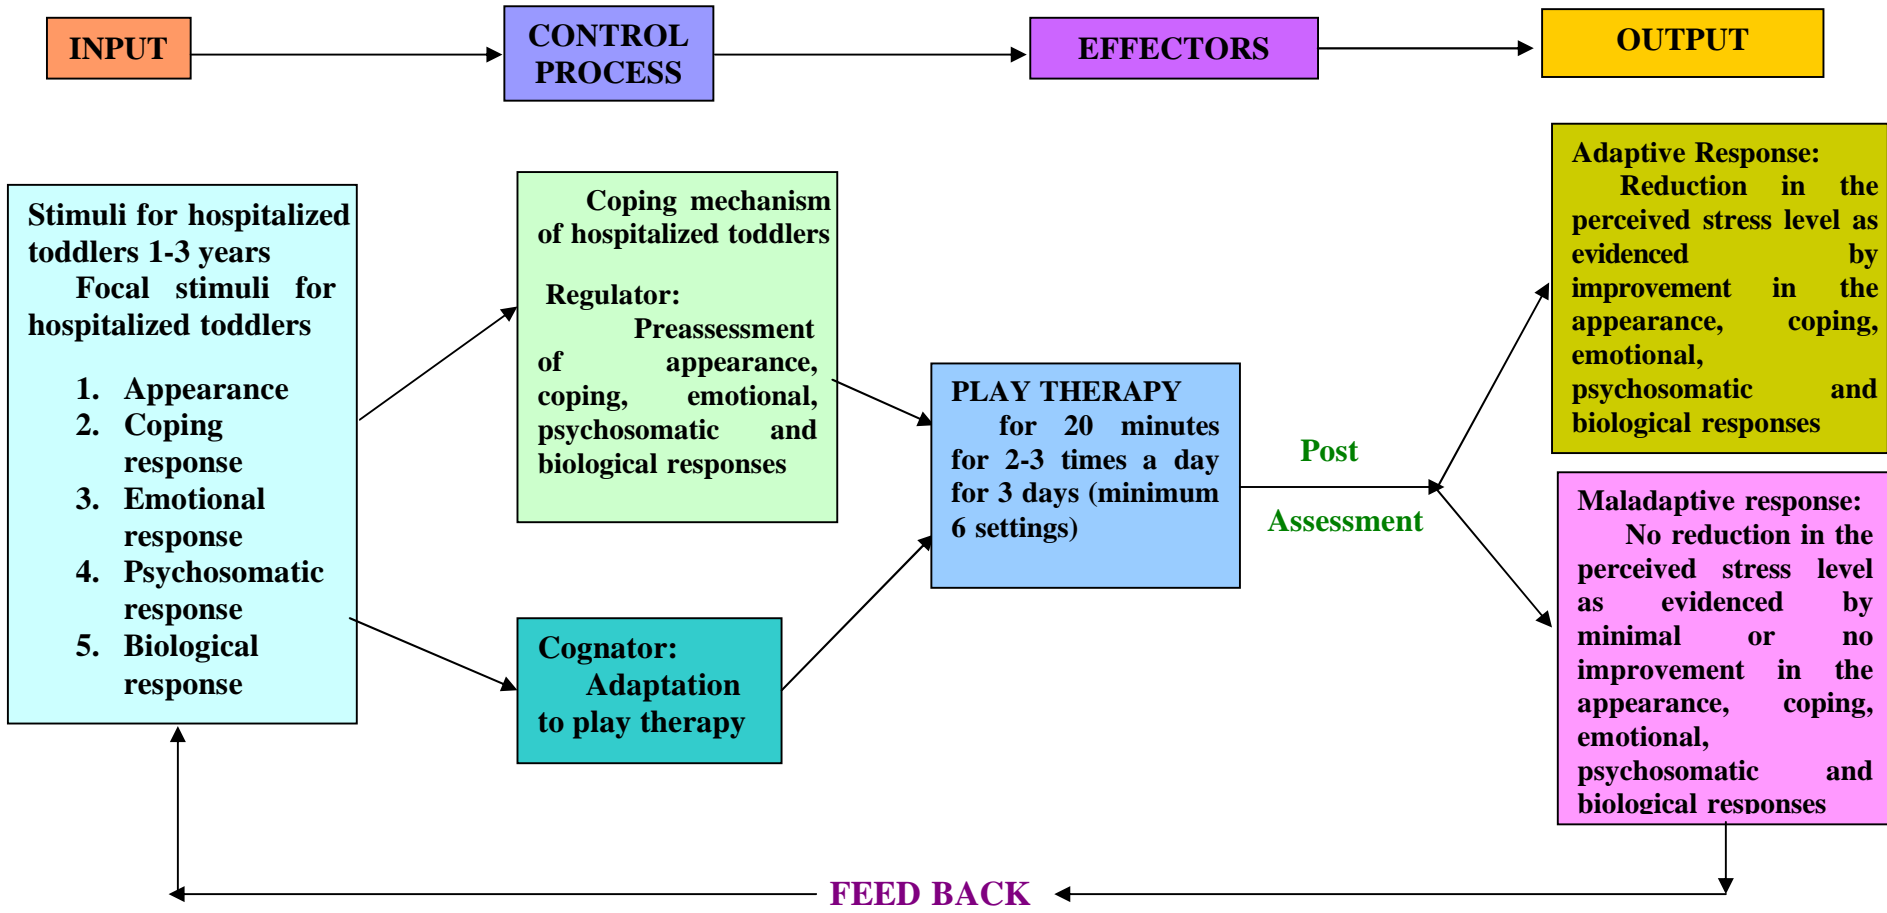 INPUT
CONTROL
PROCESS
EFFECTORS
OUTPUT
Stimuli for hospitalized
toddlers 1-3 years
Focal stimuli for
hospitalized toddlers
1. Appearance
2. Coping
response
3. Emotional
response
4. Psychosomatic
response
5. Biological
response
Coping mechanism
of hospitalized toddlers
Regulator:
Preassessment
of appearance,
coping, emotional,
psychosomatic and
biological responses
Cognator:
Adaptation
to play therapy
PLAY THERAPY
for 20 minutes
for 2-3 times a day
for 3 days (minimum
6 settings)
Post
Assessment
Adaptive Response:
Reduction in the
perceived stress level as
evidenced by
improvement in the
appearance, coping,
emotional,
psychosomatic and
biological responses
Maladaptive response:
No reduction in the
perceived stress level
as evidenced by
minimal or no
improvement in the
appearance, coping,
emotional,
psychosomatic and
biological responses
FEED BACK